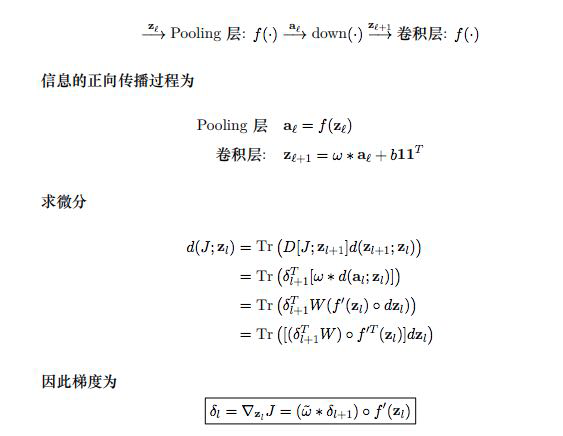 $\xrightarrow{\mathbf{z}_\ell}$ Pooling 层: $f(\cdot)$ $\xrightarrow{\mathbf{a}_\ell}$ down$(\cdot)$ $\xrightarrow{\mathbf{z}_{\ell+1}}$ 卷积层: $f(\cdot)$
信息的正向传播过程为
Pooling 层 $\mathbf{a}_\ell = f(\mathbf{z}_\ell)$
卷积层: $\mathbf{z}_{\ell+1} = \omega * \mathbf{a}_\ell + b\mathbf{1}\mathbf{1}^T$
求微分
$d(J; \mathbf{z}_l) = \text{Tr}\left(D[J; \mathbf{z}_{l+1}]d(\mathbf{z}_{l+1}; \mathbf{z}_l)\right)$
$= \text{Tr}\left(\delta_{l+1}^T[\omega * d(\mathbf{a}_l; \mathbf{z}_l)]\right)$
$= \text{Tr}\left(\delta_{l+1}^T W(f'(\mathbf{z}_l) \circ d\mathbf{z}_l)\right)$
$= \text{Tr}\left([(\delta_{l+1}^T W) \circ f'^T(\mathbf{z}_l)]d\mathbf{z}_l\right)$
因此梯度为
$\delta_l = \nabla_{\mathbf{z}_l} J = (\tilde{\omega} * \delta_{l+1}) \circ f'(\mathbf{z}_l)$